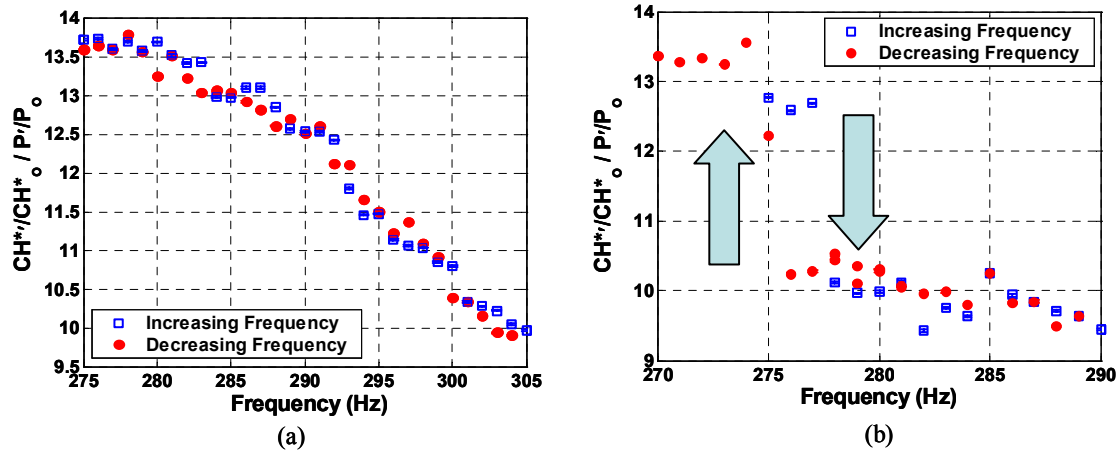 14
13.5
13
12.5
12
11.5
11
10.5
10
9.5
CH*'/CH*o / P'/Po
Increasing Frequency
Decreasing Frequency
275 280 285 290 295 300 305
Frequency (Hz)
(a)
14
13
12
11
10
9
CH*'/CH*o / P'/Po
Increasing Frequency
Decreasing Frequency
270 275 280 285 290
Frequency (Hz)
(b)